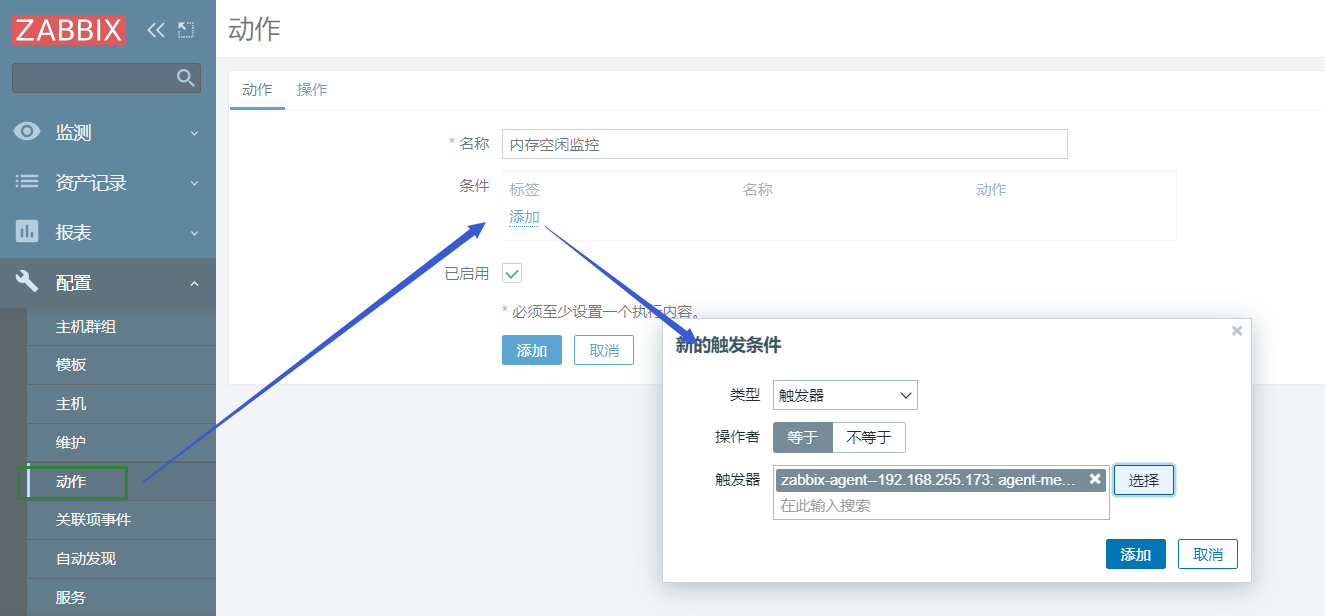 ZABBIX
动作
监测
资产记录
报表
配置
主机群组
模板
主机
维护
动作
关联项事件
自动发现
服务
动作 操作
* 名称 内存空闲监控
条件 标签 名称 动作
添加
已启用
* 必须至少设置一个执行内容。
添加 取消
新的触发条件
类型 触发器
操作者 等于 不等于
触发器 zabbix-agent--192.168.255.173: agent-me... 选择
在此输入搜索
添加 取消